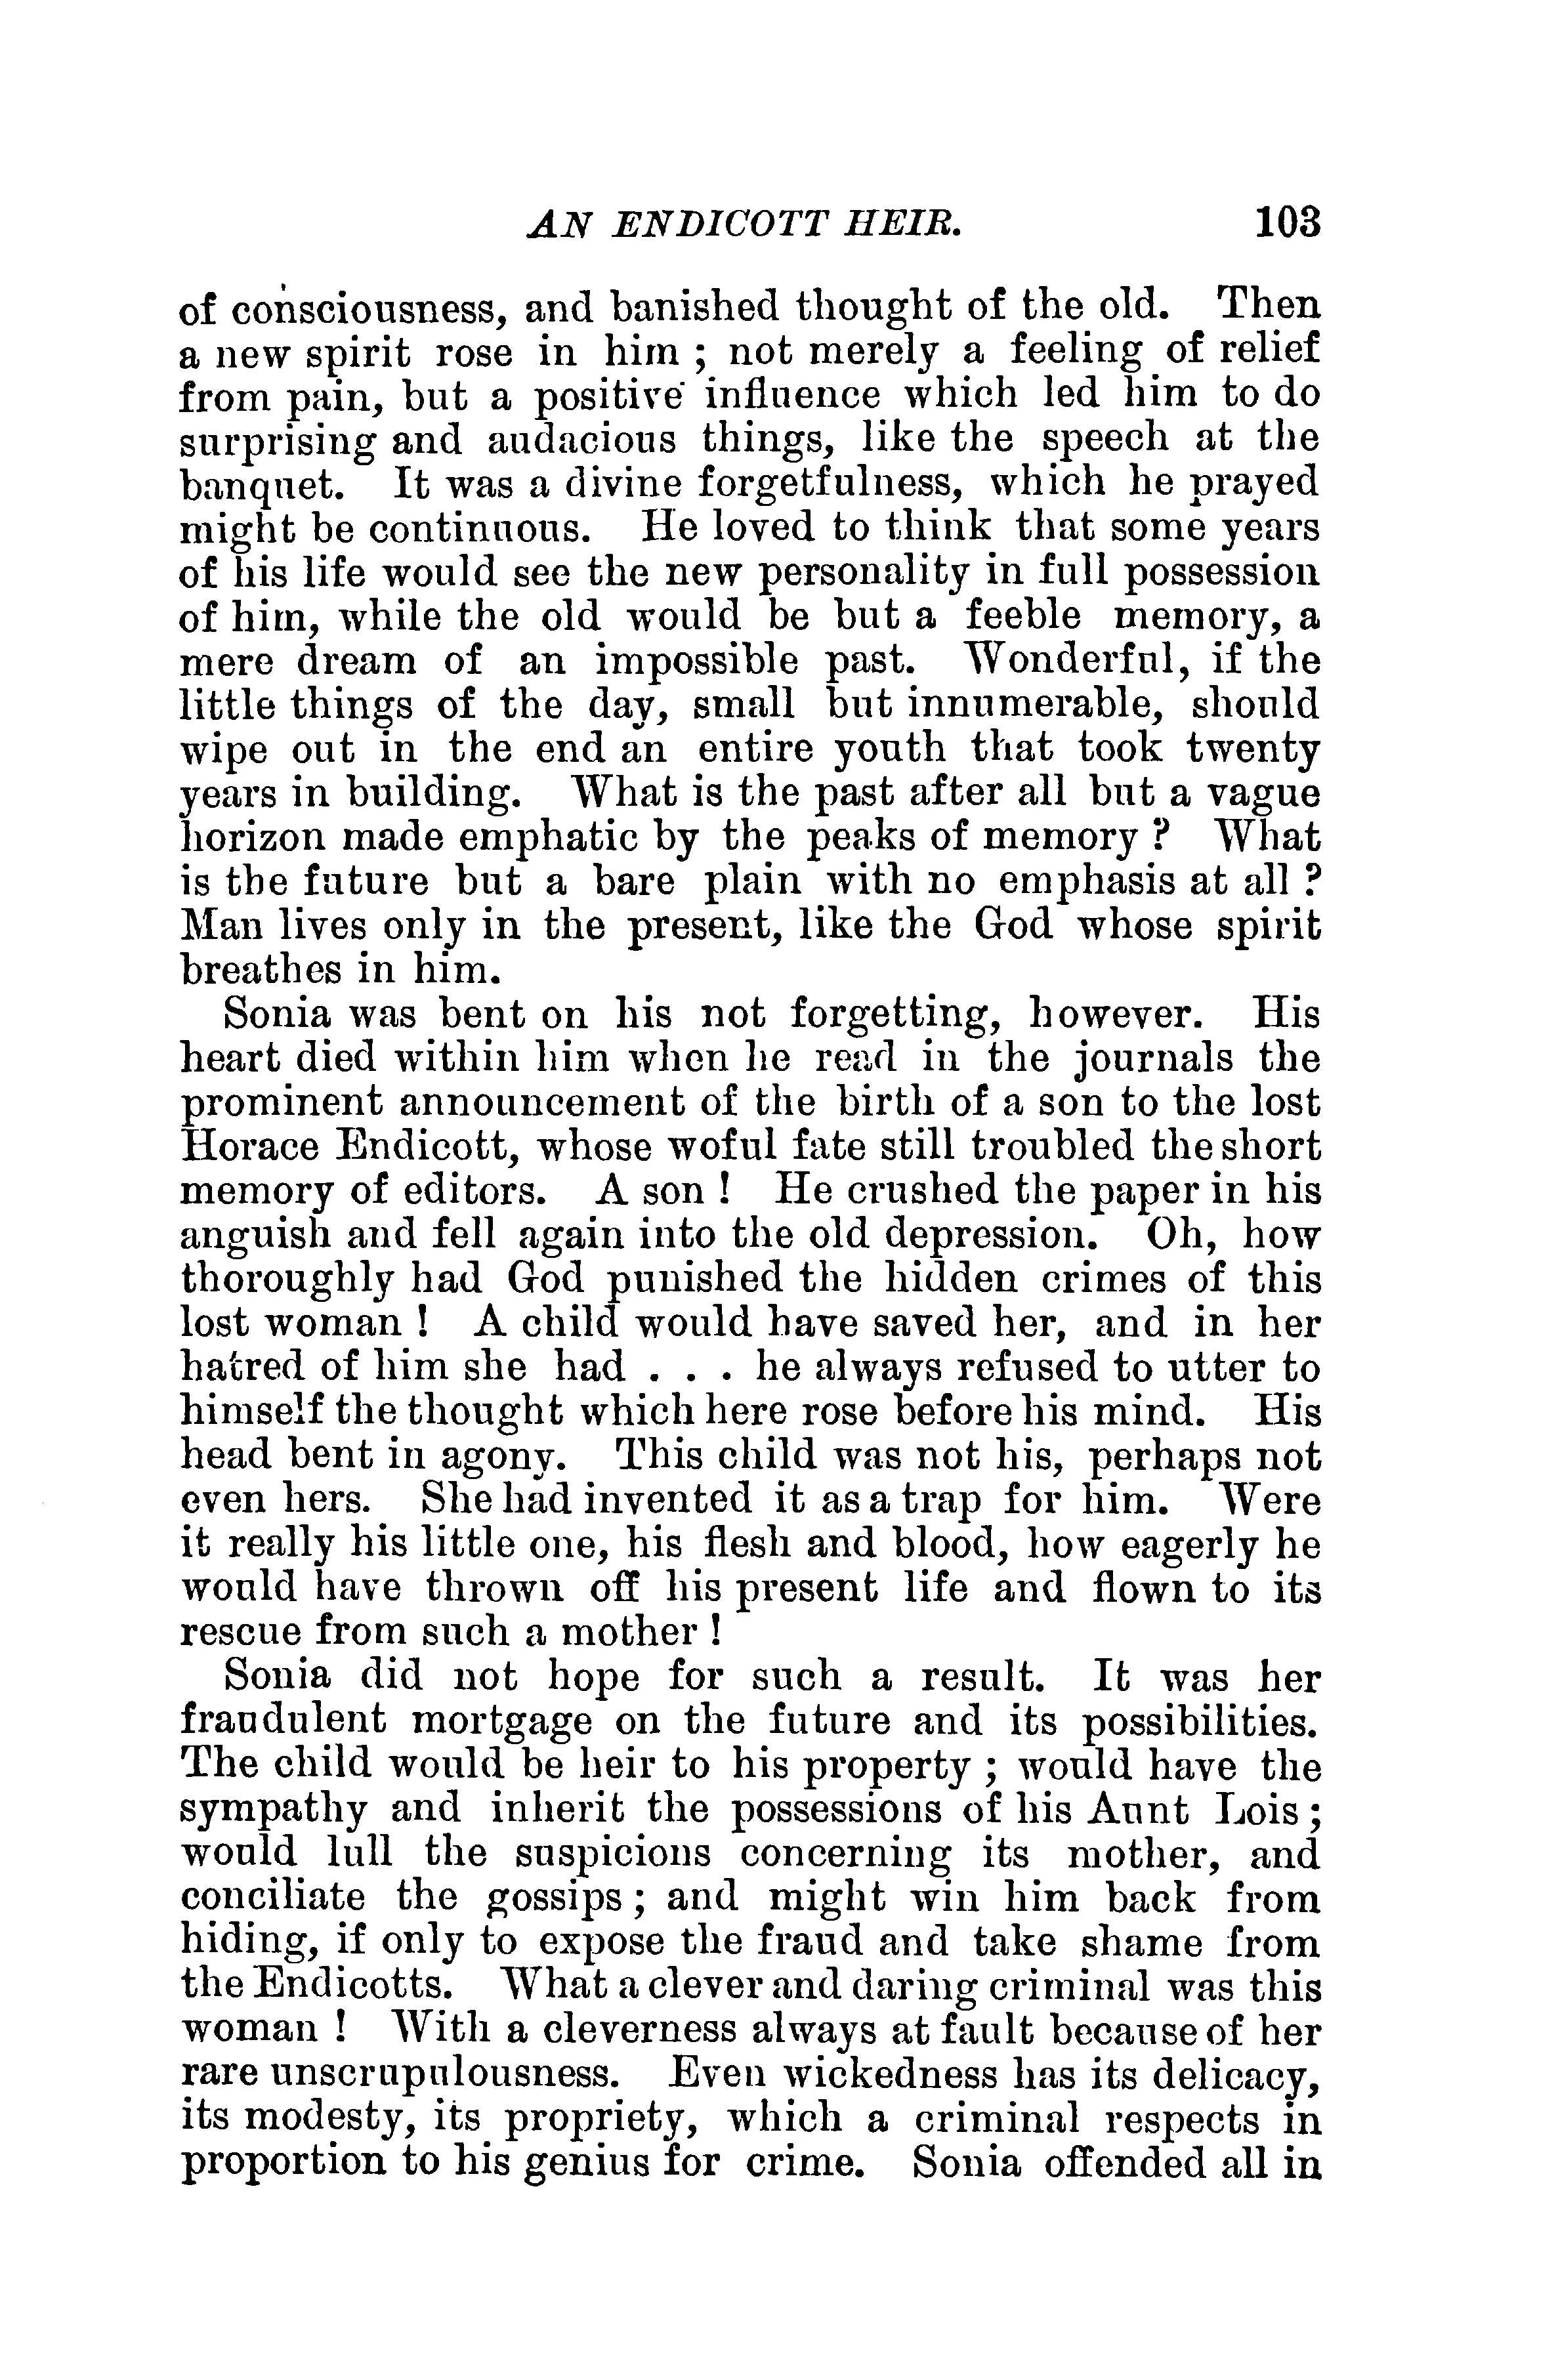 AN ENDICOTT HEIR. 103
of consciousness, and banished thought of the old. Then
a new spirit rose in him ; not merely a feeling of relief
from pain, but a positive influence which led him to do
surprising and audacious things, like the speech at the
banquet. It was a divine forgetfulness, which he prayed
might be continuous. He loved to think that some years
of his life would see the new personality in full possession
of him, while the old would be but a feeble memory, a
mere dream of an impossible past. Wonderful, if the
little things of the day, small but innumerable, should
wipe out in the end an entire youth that took twenty
years in building. What is the past after all but a vague
horizon made emphatic by the peaks of memory ? What
is the future but a bare plain with no emphasis at all ?
Man lives only in the present, like the God whose spirit
breathes in him.
Sonia was bent on his not forgetting, however. His
heart died within him when he read in the journals the
prominent announcement of the birth of a son to the lost
Horace Endicott, whose woful fate still troubled the short
memory of editors. A son ! He crushed the paper in his
anguish and fell again into the old depression. Oh, how
thoroughly had God punished the hidden crimes of this
lost woman ! A child would have saved her, and in her
hatred of him she had . . . he always refused to utter to
himself the thought which here rose before his mind. His
head bent in agony. This child was not his, perhaps not
even hers. She had invented it as a trap for him. Were
it really his little one, his flesh and blood, how eagerly he
would have thrown off his present life and flown to its
rescue from such a mother !
Sonia did not hope for such a result. It was her
fraudulent mortgage on the future and its possibilities.
The child would be heir to his property ; would have the
sympathy and inherit the possessions of his Aunt Lois ;
would lull the suspicions concerning its mother, and
conciliate the gossips ; and might win him back from
hiding, if only to expose the fraud and take shame from
the Endicotts. What a clever and daring criminal was this
woman ! With a cleverness always at fault because of her
rare unscrupulousness. Even wickedness has its delicacy,
its modesty, its propriety, which a criminal respects in
proportion to his genius for crime. Sonia offended all in